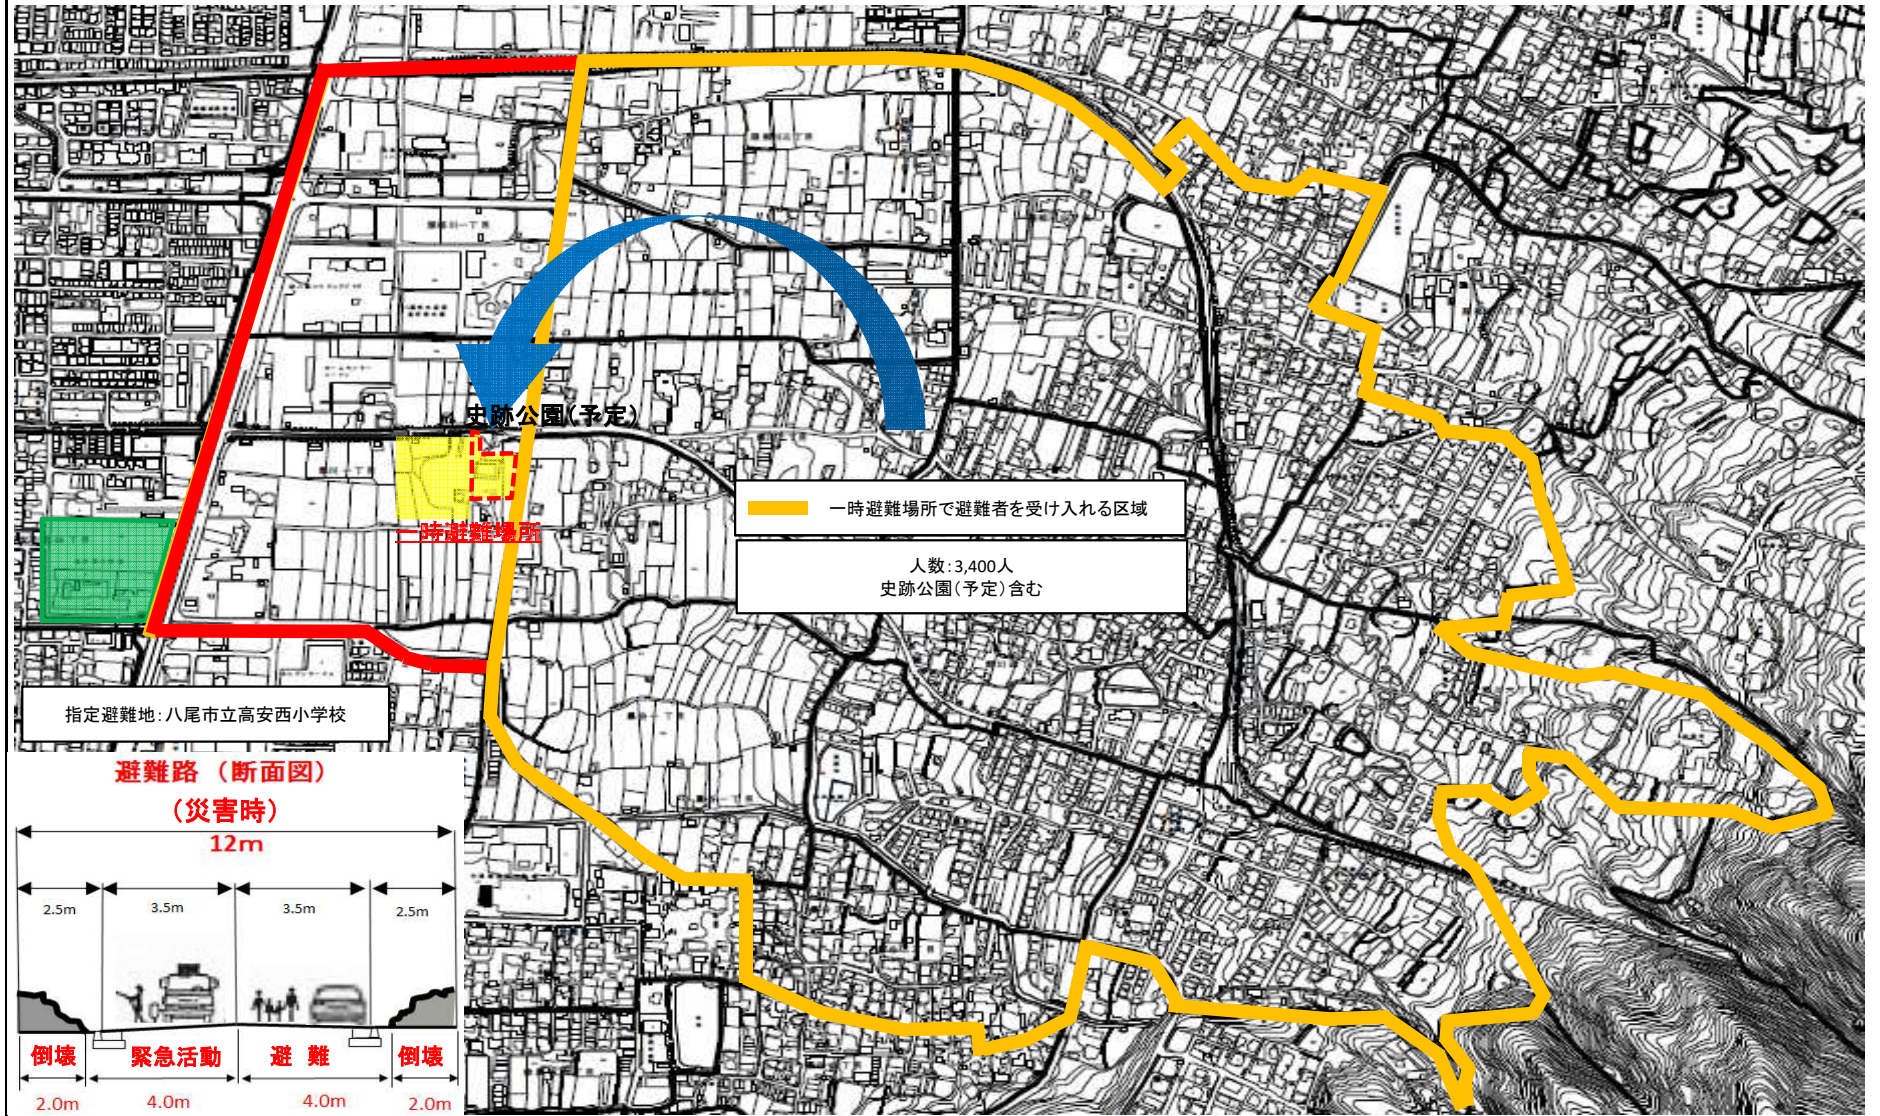 史跡公園(予定)
一時避難場所
一時避難場所で避難者を受け入れる区域
人数:3,400人
史跡公園(予定)含む
指定避難地:八尾市立高安西小学校
避難路 (断面図)
(災害時)
12m
2.5m 3.5m 3.5m 2.5m
倒壊 緊急活動 避 難 倒壊
2.0m 4.0m 4.0m 2.0m